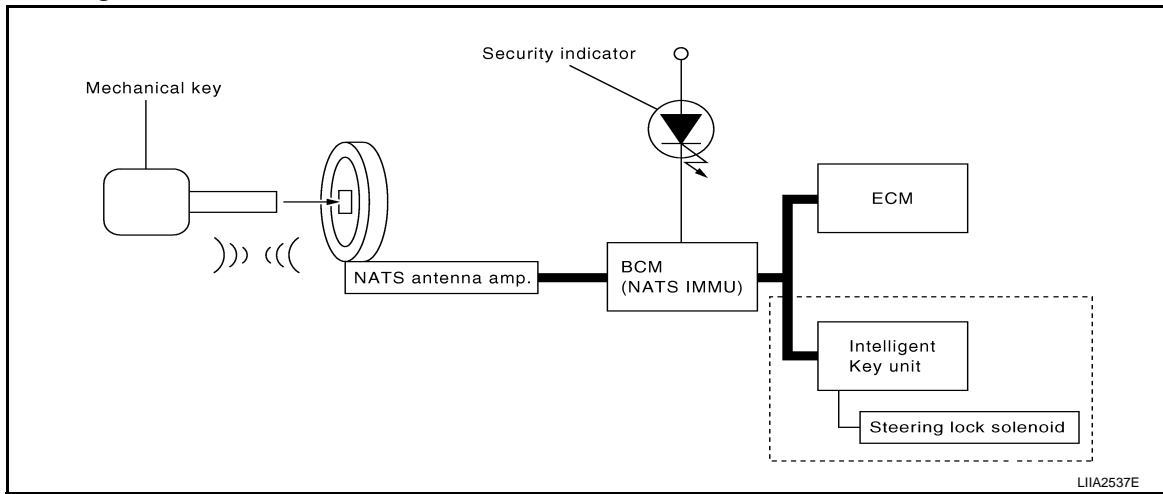 Security indicator
Mechanical key
ECM
NATS antenna amp.
BCM
(NATS IMMU)
Intelligent
Key unit
Steering lock solenoid
LIIA2537E